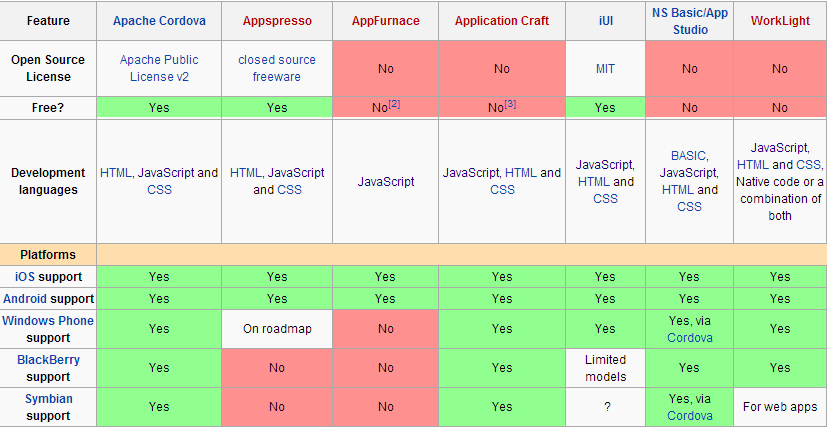 Feature Apache Cordova Appspresso AppFurnace Application Craft iUI NS Basic/App Studio WorkLight
Open Source License Apache Public License v2 closed source freeware No No MIT No No
Free? Yes Yes No[2] No[3] Yes No No
Development languages HTML, JavaScript and CSS HTML, JavaScript and CSS JavaScript JavaScript, HTML and CSS JavaScript, HTML and CSS BASIC, JavaScript, HTML and CSS JavaScript, HTML and CSS, Native code or a combination of both
Platforms
iOS support Yes Yes Yes Yes Yes Yes Yes
Android support Yes Yes Yes Yes Yes Yes Yes
Windows Phone support Yes On roadmap No Yes Yes Yes, via Cordova Yes
BlackBerry support Yes No No Yes Limited models Yes Yes
Symbian support Yes No No Yes ? Yes, via Cordova For web apps